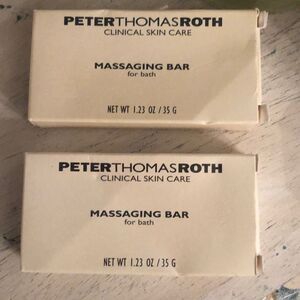 PETERTHOMASROTH
CLINICAL SKIN CARE
MASSAGING BAR
for bath
NET WT 1.23 OZ / 35 G
PETERTHOMASROTH
CLINICAL SKIN CARE
MASSAGING BAR
for bath
NET WT 1.23 OZ / 35 G